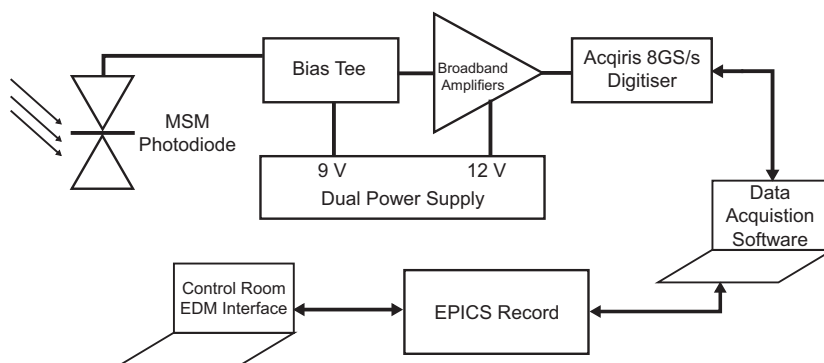 Bias Tee
Broadband
Amplifiers
Acqiris 8GS/s
Digitiser
MSM
Photodiode
9 V
12 V
Dual Power Supply
Data
Acquistion
Software
Control Room
EDM Interface
EPICS Record